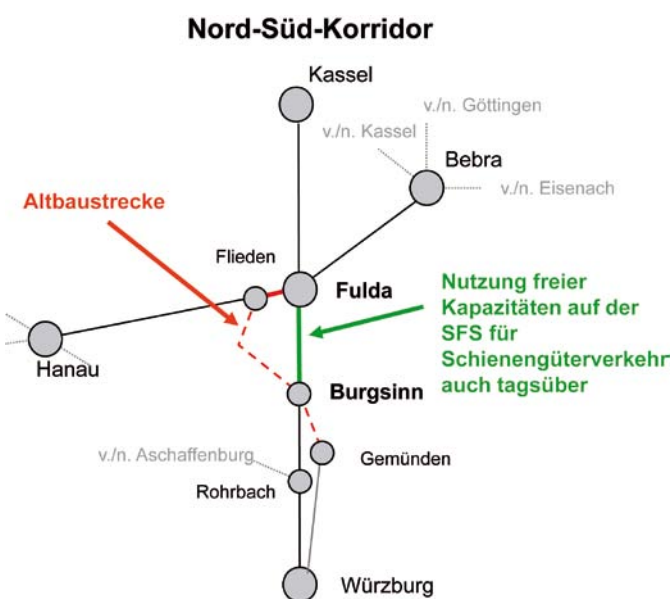 Nord-Süd-Korridor
Kassel
v./n. Göttingen
v./n. Kassel
Bebra
v./n. Eisenach
Altbaustrecke
Flieden
Fulda
Nutzung freier
Kapazitäten auf der
SFS für
Schienengüterverkehr
auch tagsüber
Hanau
Burgsinn
v./n. Aschaffenburg
Gemünden
Rohrbach
Würzburg